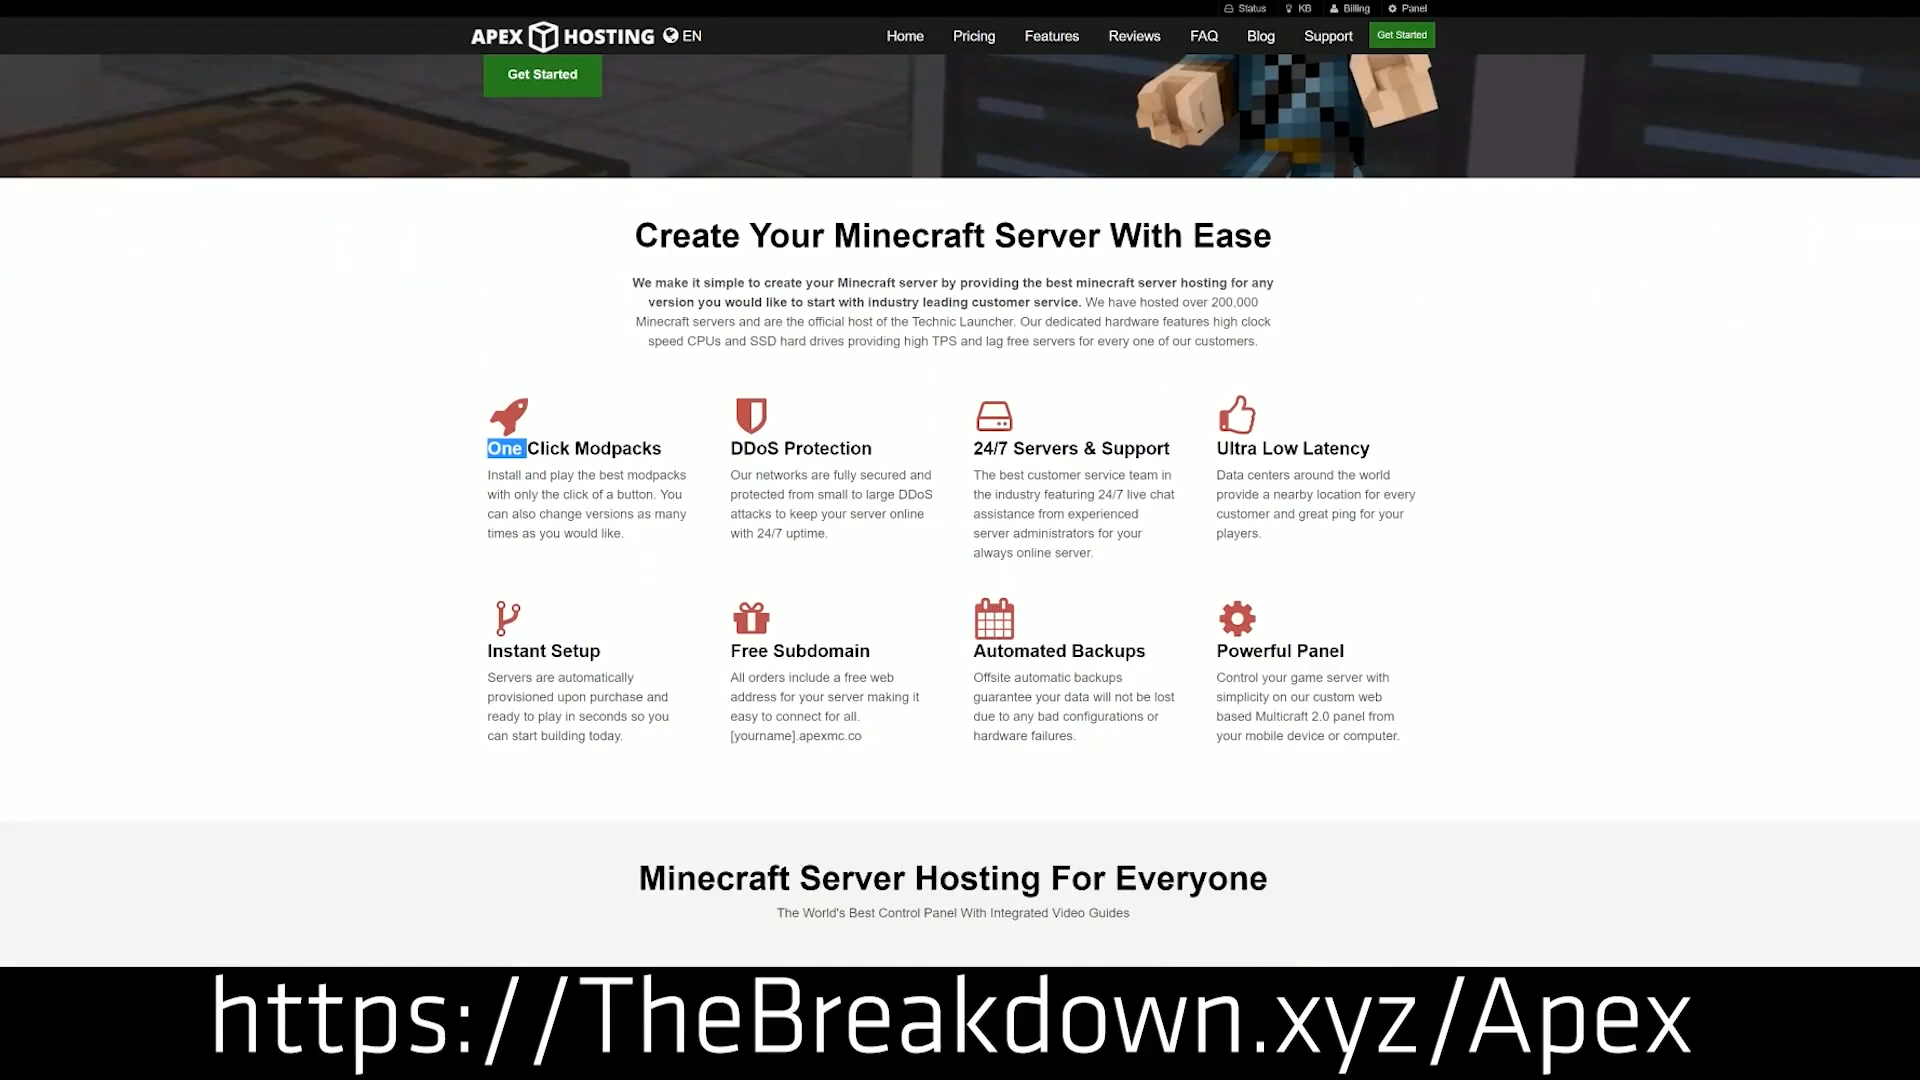 Status KB Billing Panel
APEX HOSTING EN Home Pricing Features Reviews FAQ Blog Support Get Started
Get Started
Create Your Minecraft Server With Ease
We make it simple to create your Minecraft server by providing the best minecraft server hosting for any
version you would like to start with industry leading customer service. We have hosted over 200,000
Minecraft servers and are the official host of the Technic Launcher. Our dedicated hardware features high clock
speed CPUs and SSD hard drives providing high TPS and lag free servers for every one of our customers.
One Click Modpacks
Install and play the best modpacks
with only the click of a button. You
can also change versions as many
times as you would like.
DDoS Protection
Our networks are fully secured and
protected from small to large DDoS
attacks to keep your server online
with 24/7 uptime.
24/7 Servers & Support
The best customer service team in
the industry featuring 24/7 live chat
assistance from experienced
server administrators for your
always online server.
Ultra Low Latency
Data centers around the world
provide a nearby location for every
customer and great ping for your
players.
Instant Setup
Servers are automatically
provisioned upon purchase and
ready to play in seconds so you
can start building today.
Free Subdomain
All orders include a free web
address for your server making it
easy to connect for all.
[yourname].apexmc.co
Automated Backups
Offsite automatic backups
guarantee your data will not be lost
due to any bad configurations or
hardware failures.
Powerful Panel
Control your game server with
simplicity on our custom web
based Multicraft 2.0 panel from
your mobile device or computer.
Minecraft Server Hosting For Everyone
The World's Best Control Panel With Integrated Video Guides
https://TheBreakdown.xyz/Apex